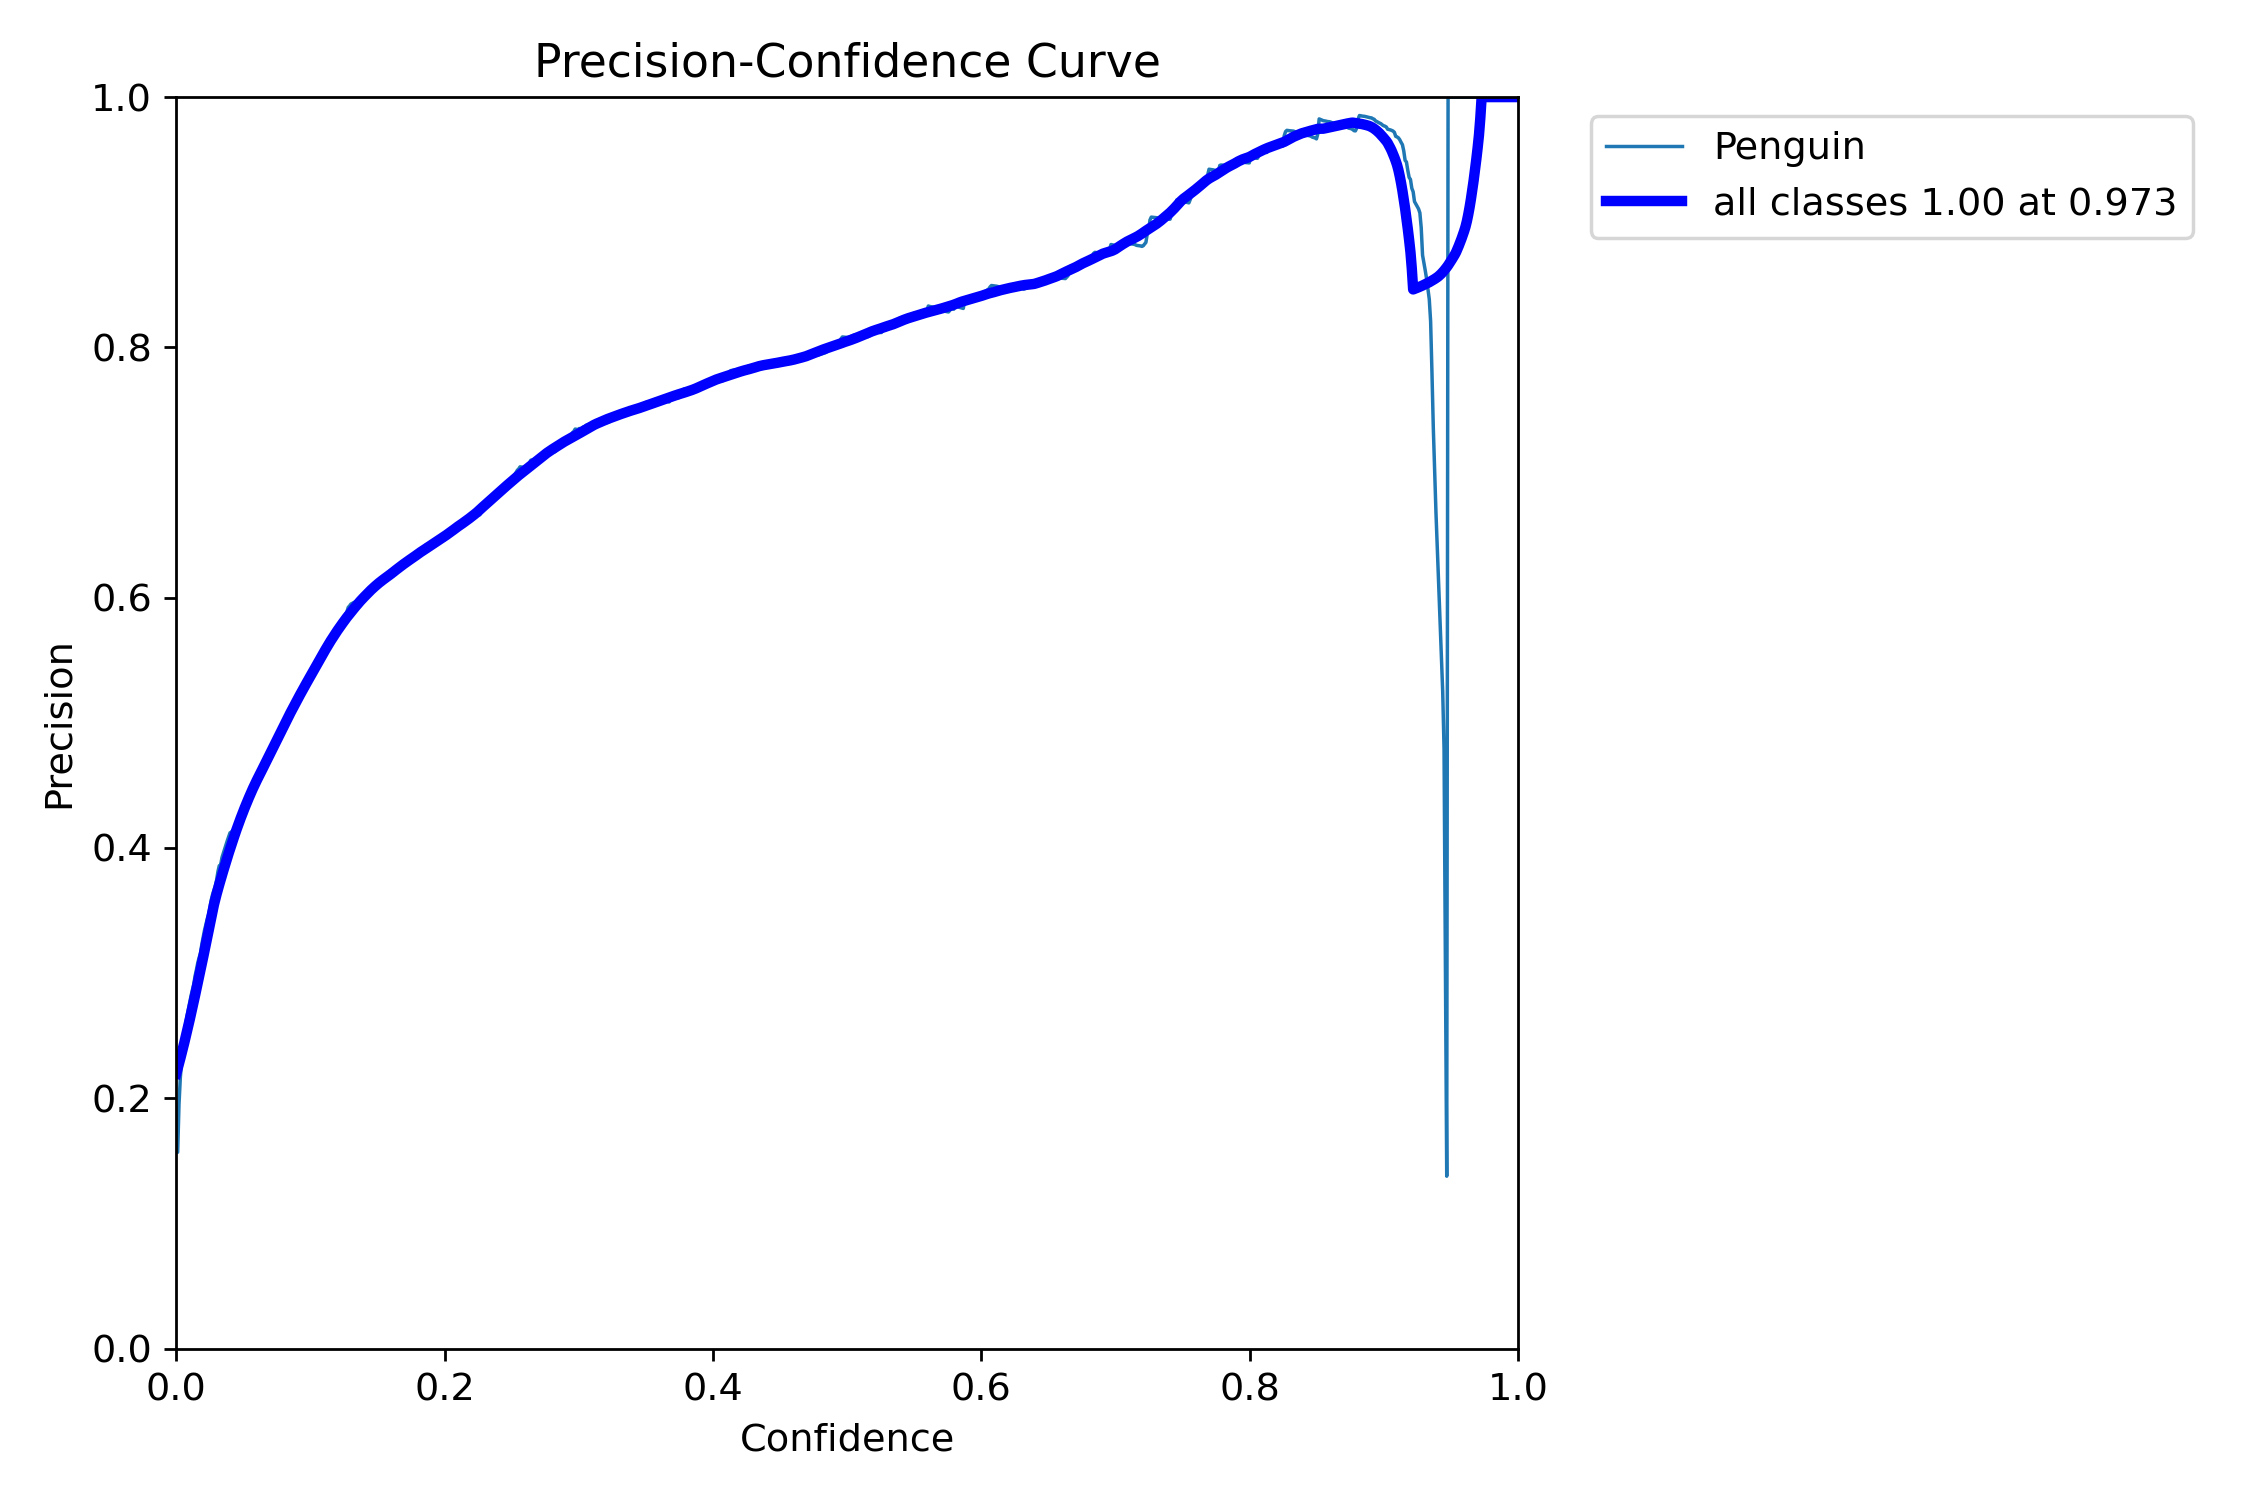 Precision-Confidence Curve
1.0
0.8
0.6
0.4
0.2
0.0
Precision
0.0 0.2 0.4 0.6 0.8 1.0
Confidence
Penguin
all classes 1.00 at 0.973